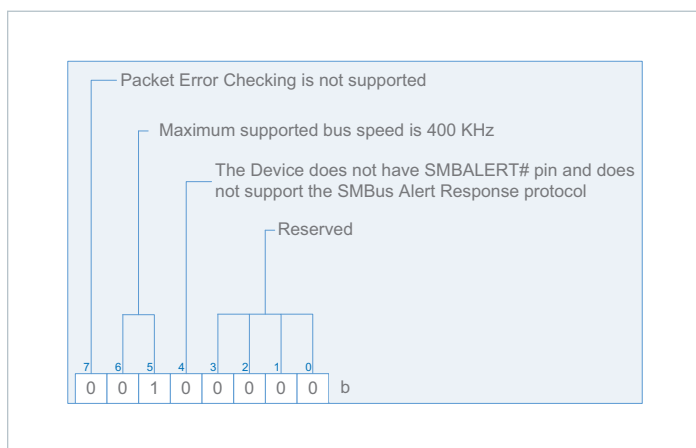 Packet Error Checking is not supported
Maximum supported bus speed is 400 KHz
The Device does not have SMBALERT# pin and does
not support the SMBus Alert Response protocol
Reserved
7 6 5 4 3 2 1 0
0 0 1 0 0 0 0 0 b